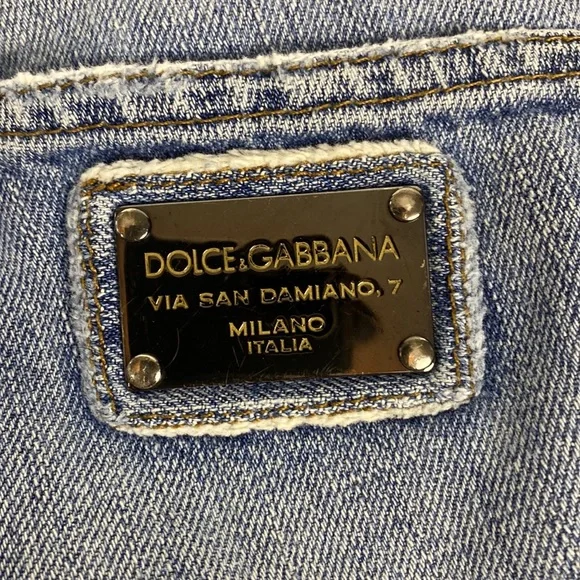 DOLCE&GABBANA
VIA SAN DAMIANO, 7
MILANO
ITALIA